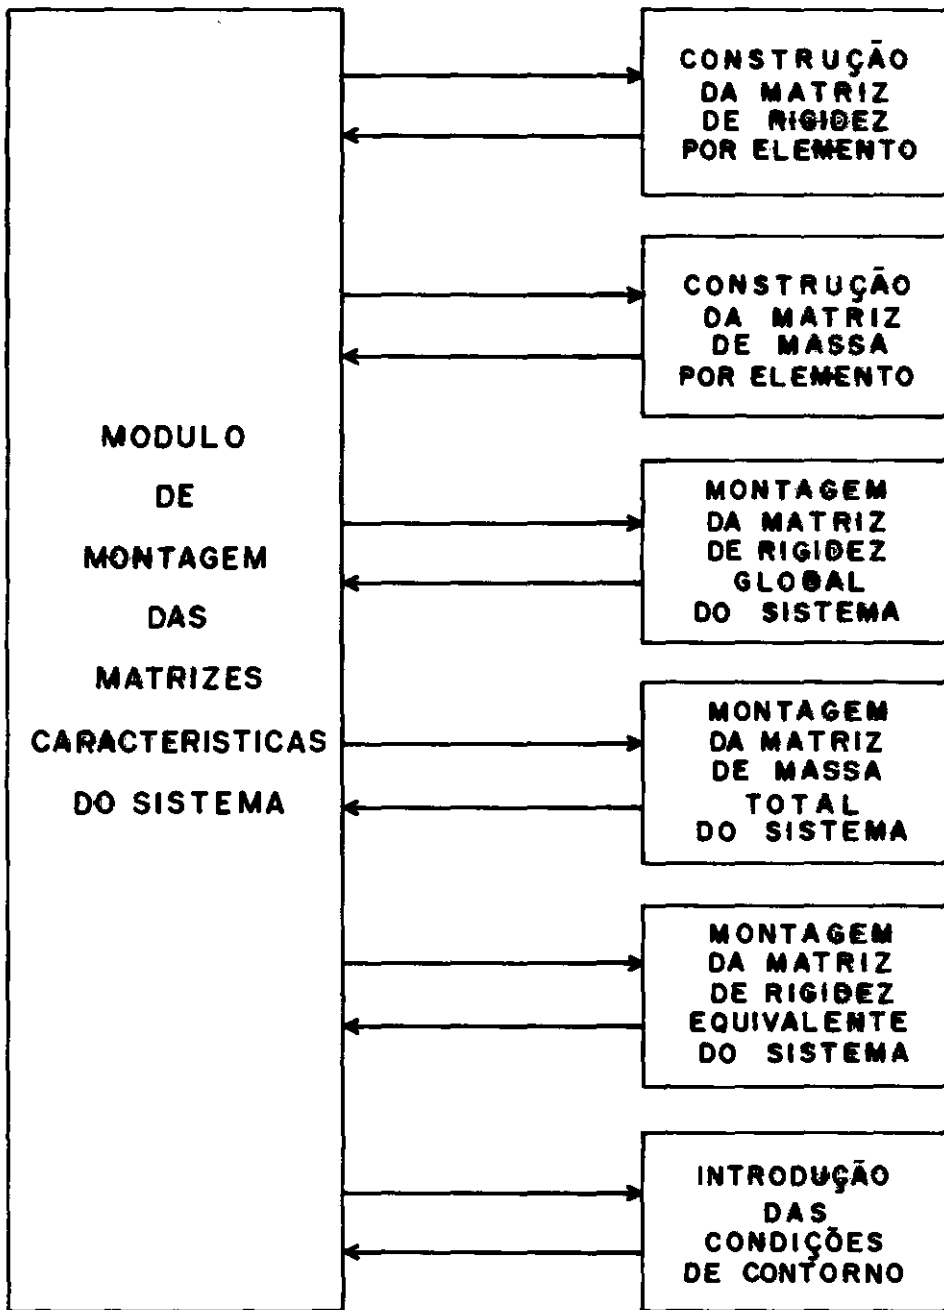 MODULO
DE
MONTAGEM
DAS
MATRIZES
CARACTERISTICAS
DO SISTEMA
CONSTRUÇÃO
DA MATRIZ
DE RIGIDEZ
POR ELEMENTO
CONSTRUÇÃO
DA MATRIZ
DE MASSA
POR ELEMENTO
MONTAGEM
DA MATRIZ
DE RIGIDEZ
GLOBAL
DO SISTEMA
MONTAGEM
DA MATRIZ
DE MASSA
TOTAL
DO SISTEMA
MONTAGEM
DA MATRIZ
DE RIGIDEZ
EQUIVALENTE
DO SISTEMA
INTRODUÇÃO
DAS
CONDIÇÕES
DE CONTORNO